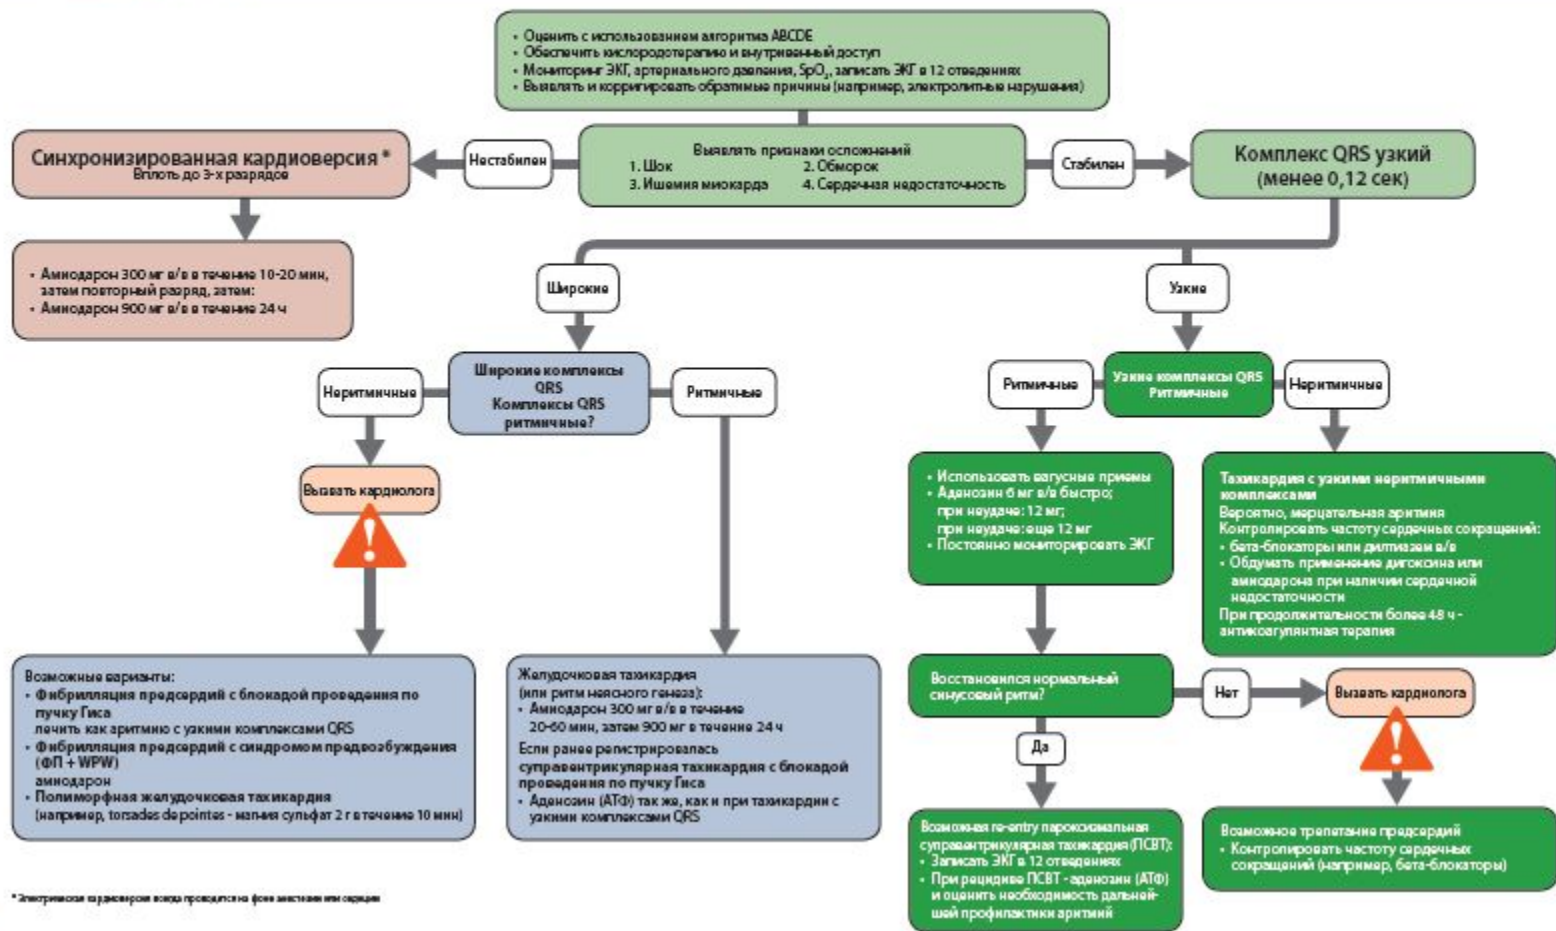 • Оценить с использованием алгоритма ABCDE
• Обеспечить кислородотерапию и внутривенный доступ
• Мониторинг ЭКГ, артериального давления, SpO₂, записать ЭКГ в 12 отведениях
• Выявлять и корригировать обратимые причины (например, электролитные нарушения)
Синхронизированная кардиоверсия *
Вплоть до 3-х разрядов
Нестабилен
Выявлять признаки осложнений
1. Шок 2. Обморок
3. Ишемия миокарда 4. Сердечная недостаточность
Стабилен
Комплекс QRS узкий
(менее 0,12 сек)
• Амиодарон 300 мг в/в в течение 10-20 мин,
затем повторный разряд, затем:
• Амиодарон 900 мг в/в в течение 24 ч
Широкие
Узкие
Неритмичные
Широкие комплексы
QRS
Комплексы QRS
ритмичные?
Ритмичные
Ритмичные
Узкие комплексы QRS
Ритмичные
Неритмичные
Вызвать кардиолога
!
• Использовать вагусные приемы
• Аденозин 6 мг в/в быстро;
при неудаче: 12 мг;
при неудаче: еще 12 мг
• Постоянно мониторировать ЭКГ
Тахикардия с узкими неритмичными
комплексами
Вероятно, мерцательная аритмия
Контролировать частоту сердечных сокращений:
• бета-блокаторы или дилтиазем в/в
• Обдумать применение дигоксина или
амиодарона при наличии сердечной
недостаточности
При продолжительности более 48 ч -
антикоагулянтная терапия
Возможные варианты:
• Фибрилляция предсердий с блокадой проведения по
пучку Гиса
лечить как аритмию с узкими комплексами QRS
• Фибрилляция предсердий с синдромом предвозбуждения
(ФП + WPW)
амиодарон
• Полиморфная желудочковая тахикардия
(например, torsades de pointes - магния сульфат 2 г в течение 10 мин)
Желудочковая тахикардия
(или ритм неясного генеза):
• Амиодарон 300 мг в/в в течение
20-60 мин, затем 900 мг в течение 24 ч
Если ранее регистрировалась
суправентрикулярная тахикардия с блокадой
проведения по пучку Гиса
• Аденозин (АТФ) так же, как и при тахикардии с
узкими комплексами QRS
Восстановился нормальный
синусовый ритм?
Нет
Вызвать кардиолога
!
Да
Возможная re-entry пароксизмальная
суправентрикулярная тахикардия (ПСВТ):
• Записать ЭКГ в 12 отведениях
• При рецидиве ПСВТ - аденозин (АТФ)
и оценить необходимость дальней-
шей профилактики аритмий
Возможное трепетание предсердий
• Контролировать частоту сердечных
сокращений (например, бета-блокаторы)
* Электрическая кардиоверсия всегда проводится на фоне анестезии или седации